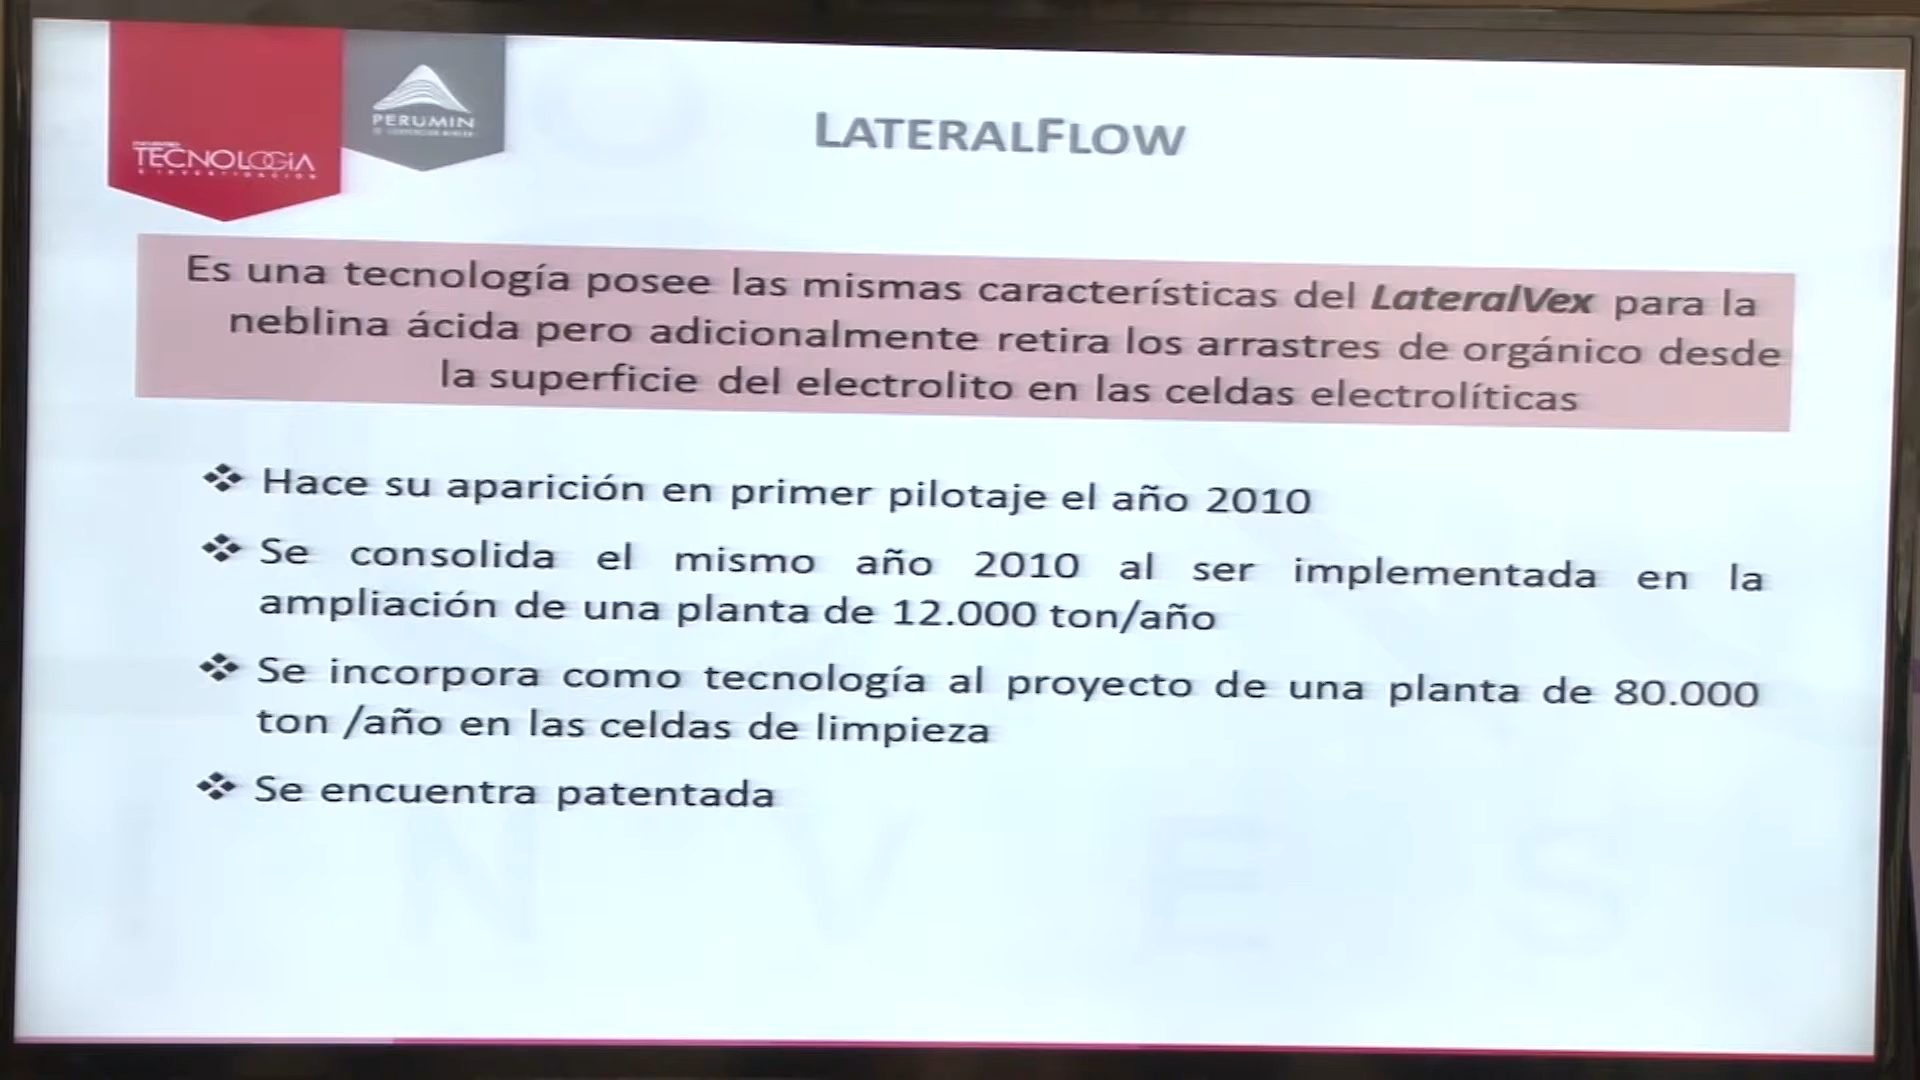 LATERALFLOW
PERUMIN
TECNOLOGÍA
Es una tecnología posee las mismas características del LateralVex para la
neblina ácida pero adicionalmente retira los arrastres de orgánico desde
la superficie del electrolito en las celdas electrolíticas
❖ Hace su aparición en primer pilotaje el año 2010
❖ Se consolida el mismo año 2010 al ser implementada en la
ampliación de una planta de 12.000 ton/año
❖ Se incorpora como tecnología al proyecto de una planta de 80.000
ton /año en las celdas de limpieza
❖ Se encuentra patentada
N V E S